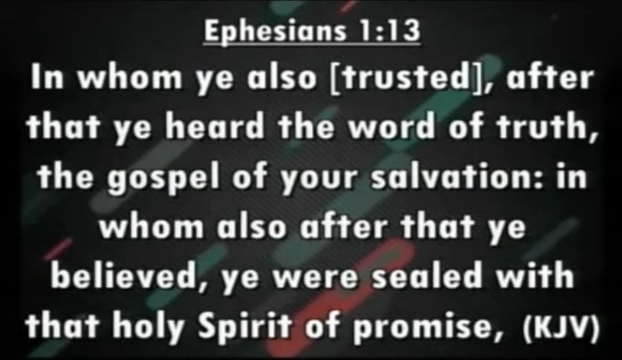 Ephesians 1:13
In whom ye also [trusted], after
that ye heard the word of truth,
the gospel of your salvation: in
whom also after that ye
believed, ye were sealed with
that holy Spirit of promise, (KJV)